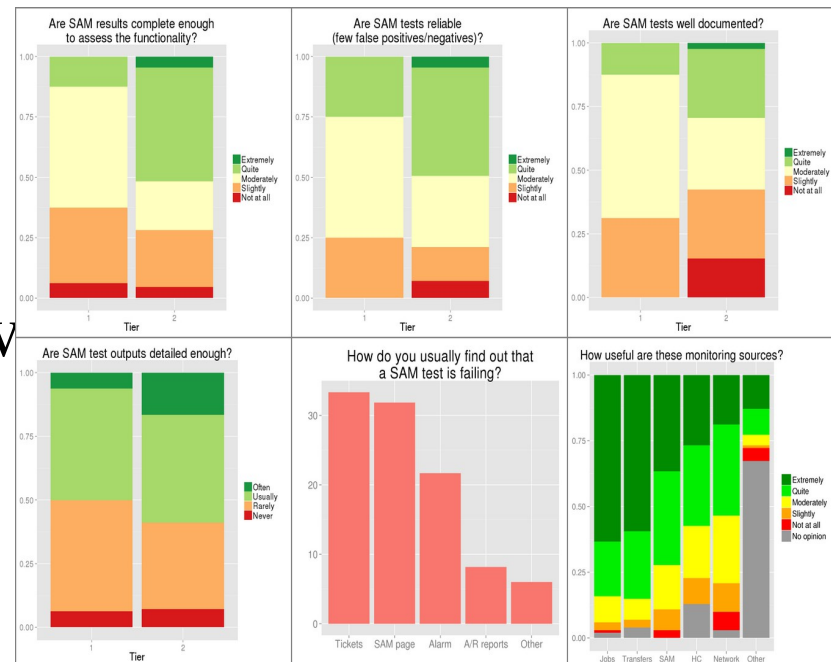 Are SAM results complete enough
to assess the functionality?
1.00
0.75
0.50
0.25
0.00
1
2
Tier
Extremely
Quite
Moderately
Slightly
Not at all
Are SAM tests reliable
(few false positives/negatives)?
1.00
0.75
0.50
0.25
0.00
1
2
Tier
Extremely
Quite
Moderately
Slightly
Not at all
Are SAM tests well documented?
1.00
0.75
0.50
0.25
0.00
1
2
Tier
Extremely
Quite
Moderately
Slightly
Not at all
Are SAM test outputs detailed enough?
1.00
0.75
0.50
0.25
0.00
1
2
Tier
Often
Usually
Rarely
Never
How do you usually find out that
a SAM test is failing?
30
20
10
0
Tickets
SAM page
Alarm
A/R reports
Other
How useful are these monitoring sources?
1.00
0.75
0.50
0.25
0.00
Jobs
Transfers
SAM
HC
Network
Other
Extremely
Quite
Moderately
Slightly
Not at all
No opinion